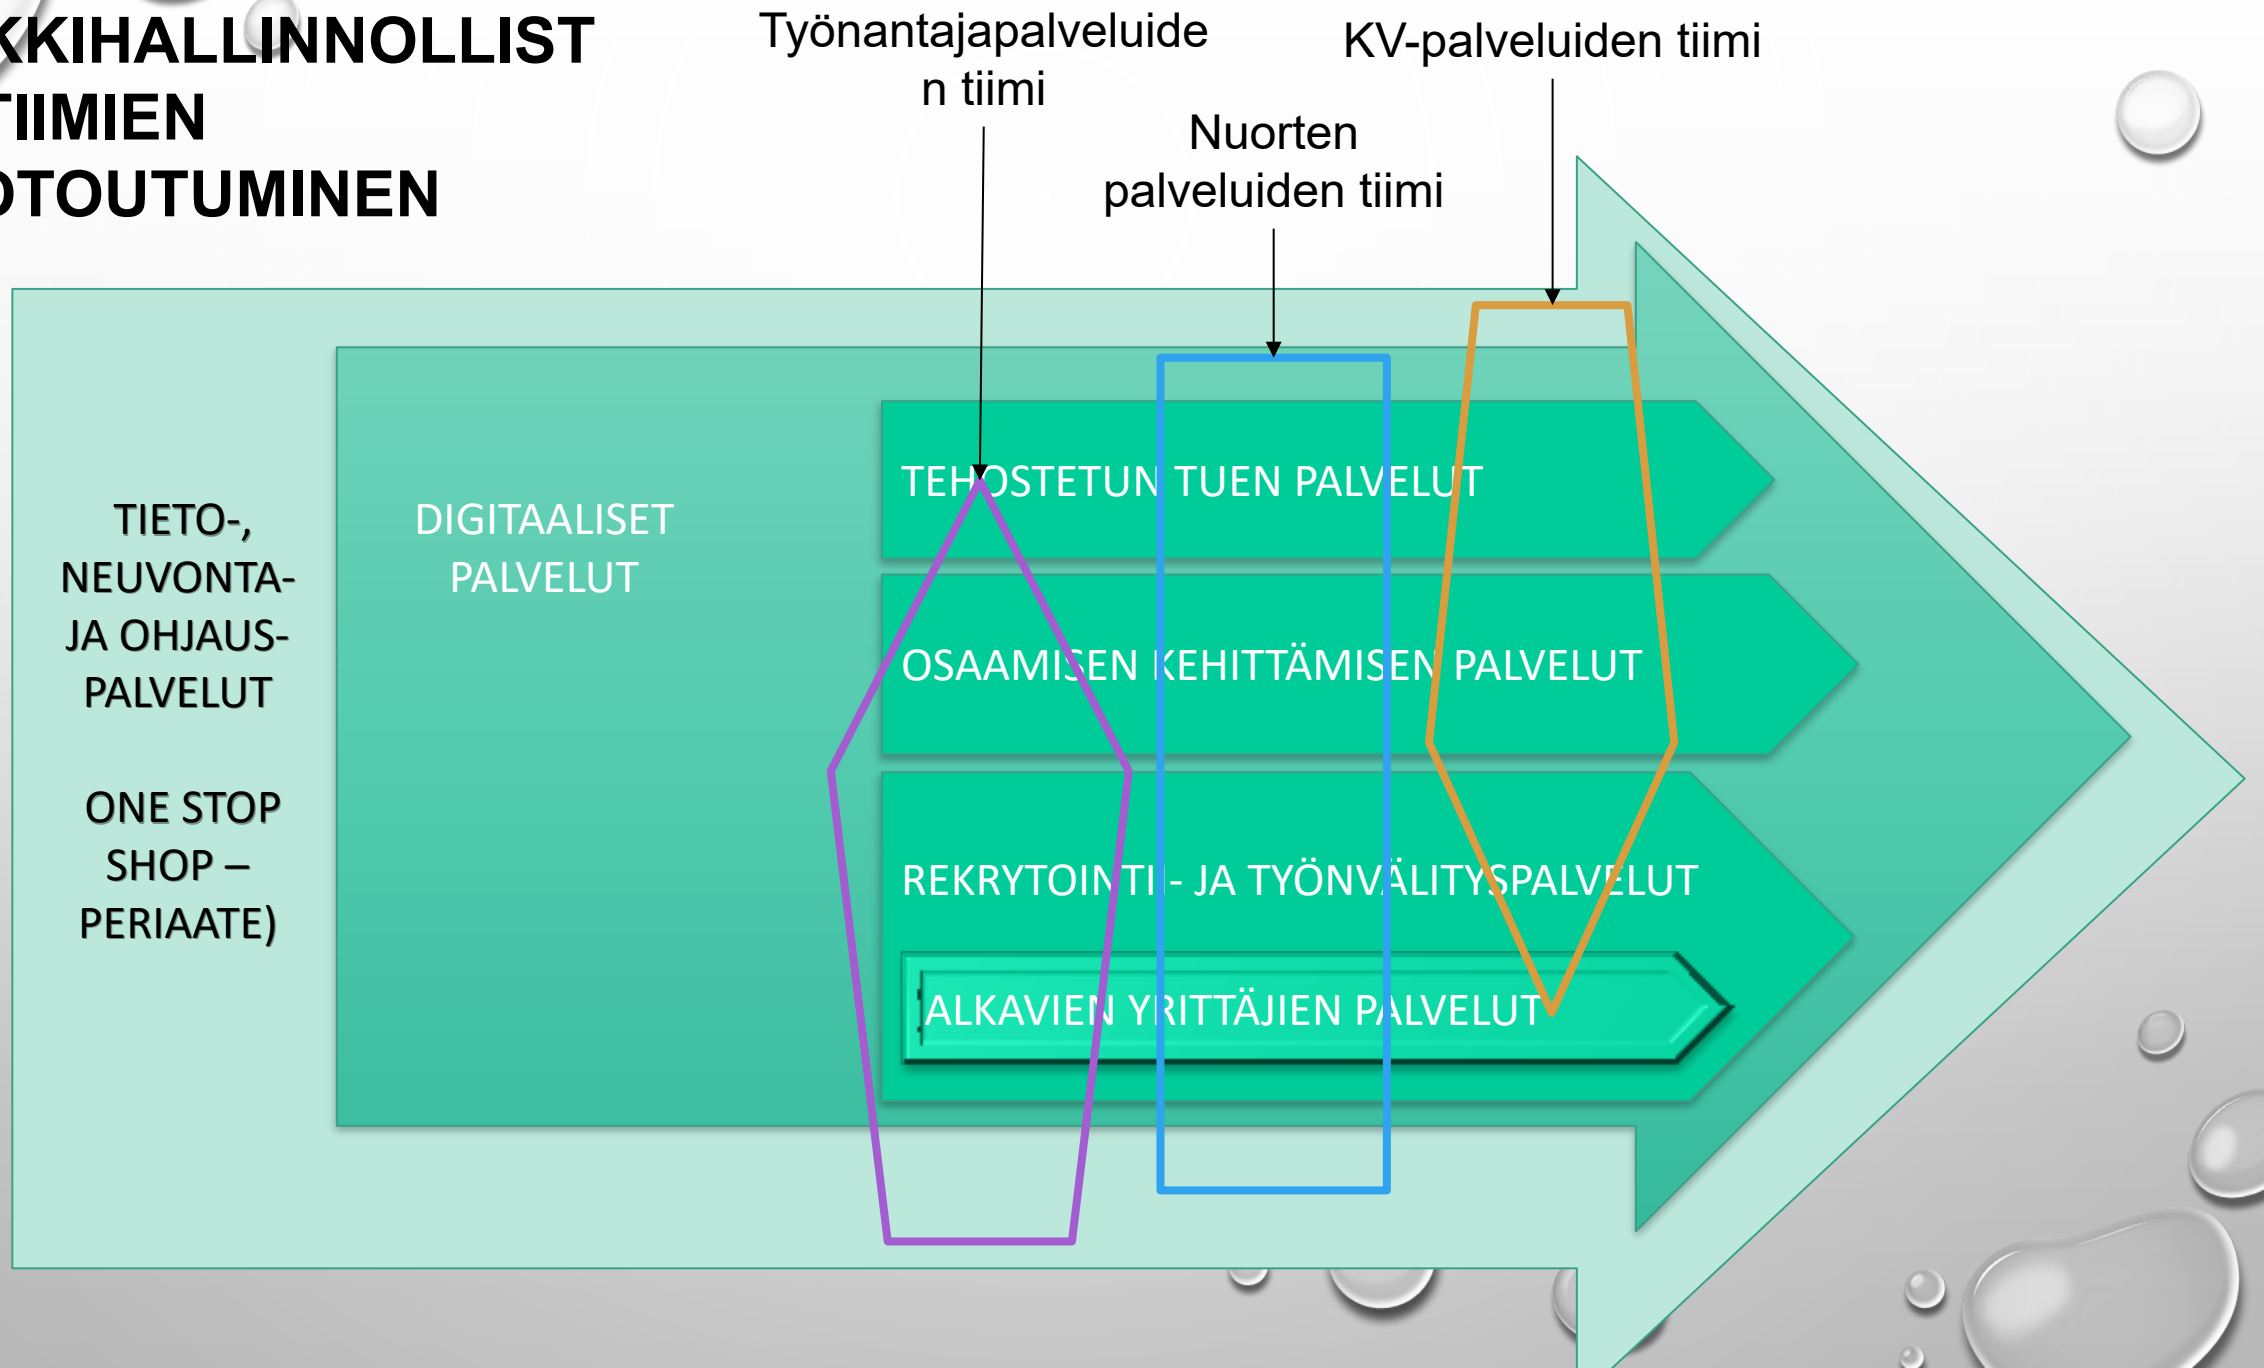 KKIHALLINNOLLIST
TIIMIEN
OTOUTUMINEN
Työnantajapalveluide
n tiimi
KV-palveluiden tiimi
Nuorten
palveluiden tiimi
TIETO-,
NEUVONTA-
JA OHJAUS-
PALVELUT
ONE STOP
SHOP –
PERIAATE)
DIGITAALISET
PALVELUT
TEHOSTETUN TUEN PALVELUT
OSAAMISEN KEHITTÄMISEN PALVELUT
REKRYTOINTII- JA TYÖNVÄLITYSPALVELUT
ALKAVIEN YRITTÄJIEN PALVELUT